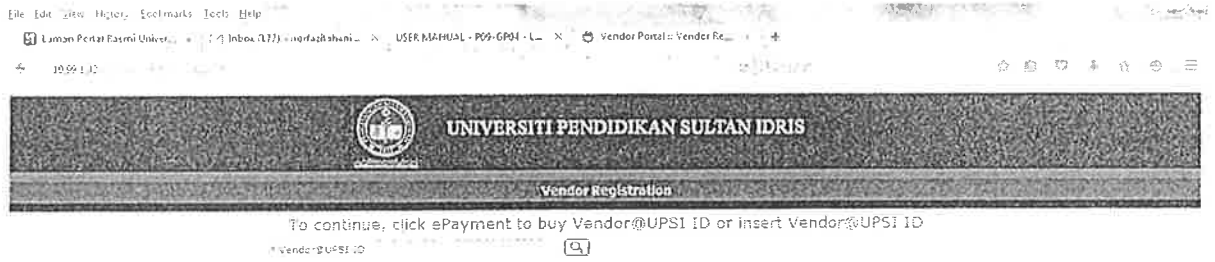 File Edit View History Bookmarks Tools Help
Laman Portal Rasmi Univer... Inbox (177) - USER MANUAL - P09-GP04 - L... Vendor Portal :: Vendor Re...
UNIVERSITI PENDIDIKAN SULTAN IDRIS
Vendor Registration
To continue, click ePayment to buy Vendor@UPSI ID or insert Vendor@UPSI ID
* Vendor@UPSI ID